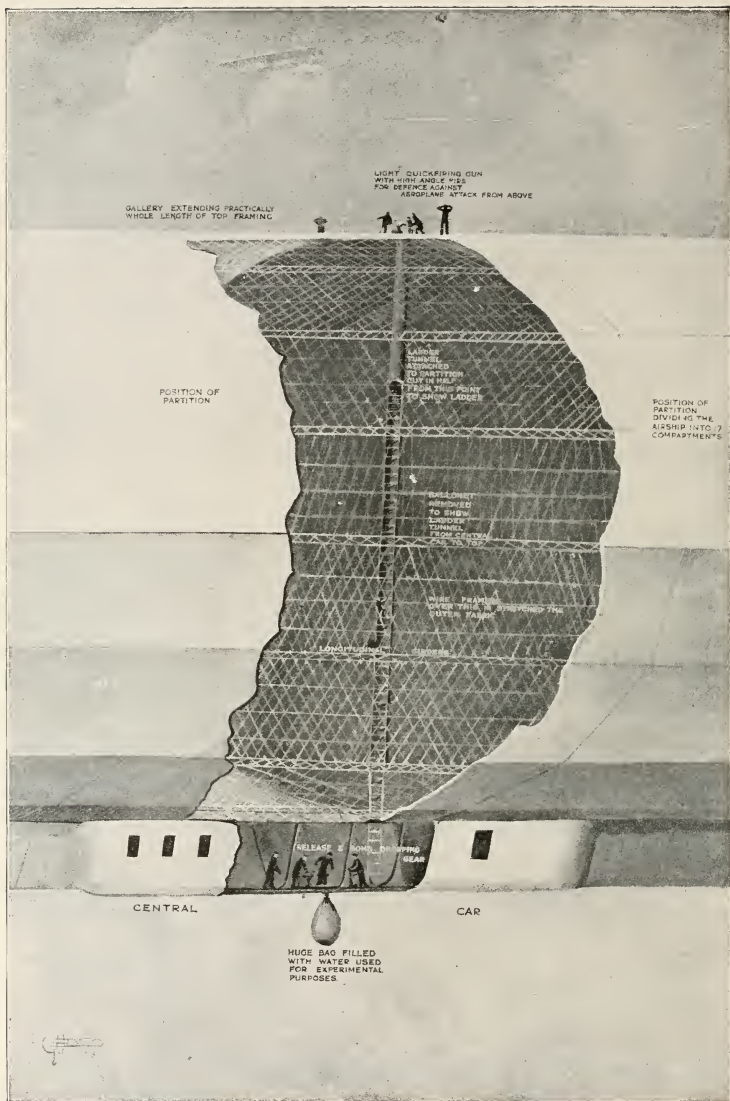 LIGHT QUICKFIRING GUN
WITH HIGH ANGLE FIRE
FOR DEFENCE AGAINST
AEROPLANE ATTACK FROM ABOVE
GALLERY EXTENDING PRACTICALLY
WHOLE LENGTH OF TOP FRAMING
LADDER
TUNNEL
ATTACHED
TO PARTITION
CUT IN HALF
FROM THIS POINT
TO SHOW LADDER
POSITION OF
PARTITION
POSITION OF
PARTITION
DIVIDING THE
AIRSHIP INTO 17
COMPARTMENTS
BALLONET
REMOVED
TO SHOW
LADDER
TUNNEL
FROM CENTRAL
CAR TO TOP
WIRE FRAMING
OVER THIS IS STRETCHED THE
OUTER FABRIC
LONGITUDINAL GIRDER
RELEASE & BOMB DROPPING
GEAR
CENTRAL CAR
HUGE BAG FILLED
WITH WATER USED
FOR EXPERIMENTAL
PURPOSES.